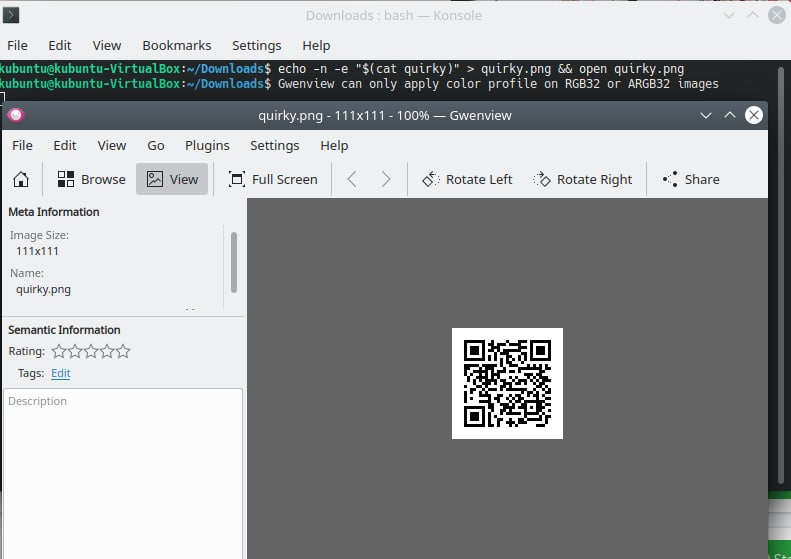 Downloads : bash — Konsole
File Edit View Bookmarks Settings Help
kubuntu@kubuntu-VirtualBox:~/Downloads$ echo -n -e "$(cat quirky)" > quirky.png && open quirky.png
kubuntu@kubuntu-VirtualBox:~/Downloads$ Gwenview can only apply color profile on RGB32 or ARGB32 images
quirky.png - 111x111 - 100% — Gwenview
File Edit View Go Plugins Settings Help
Browse View Full Screen Rotate Left Rotate Right Share
Meta Information
Image Size:
111x111
Name:
quirky.png
Semantic Information
Rating:
Tags: Edit
Description